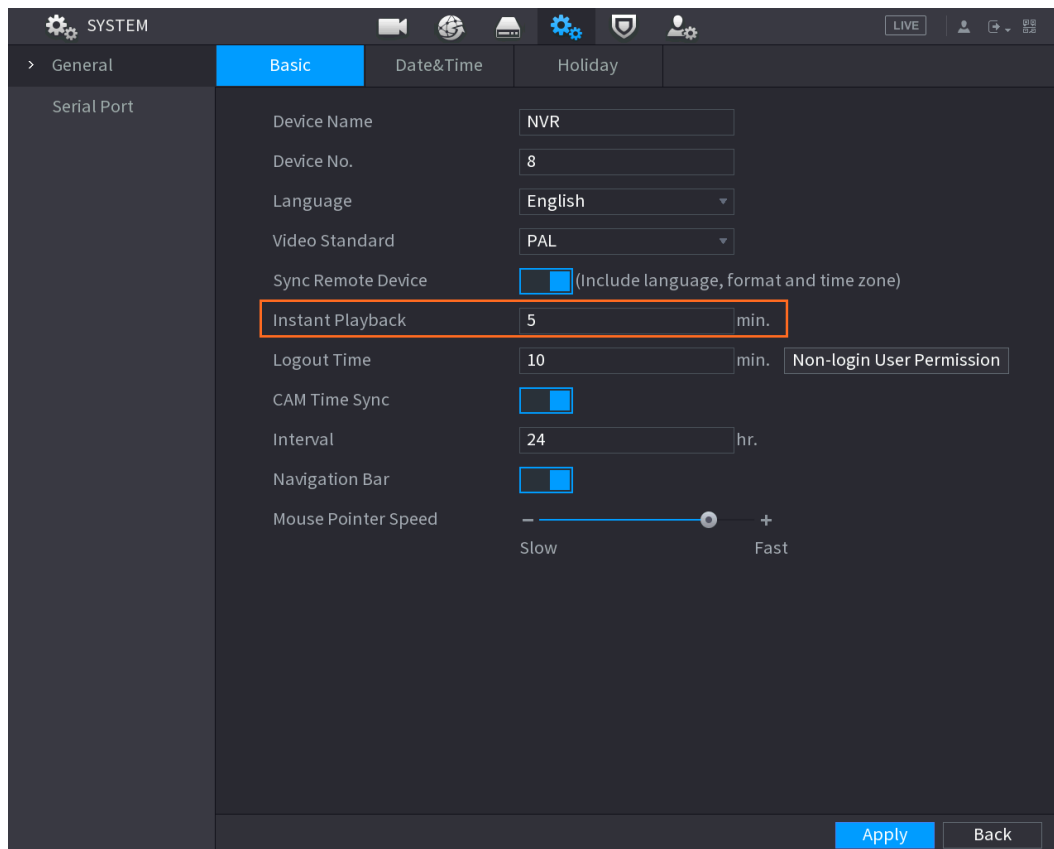 SYSTEM LIVE
General Basic Date&Time Holiday
Serial Port
Device Name NVR
Device No. 8
Language English
Video Standard PAL
Sync Remote Device (Include language, format and time zone)
Instant Playback 5 min.
Logout Time 10 min. Non-login User Permission
CAM Time Sync
Interval 24 hr.
Navigation Bar
Mouse Pointer Speed
Slow Fast
Apply Back